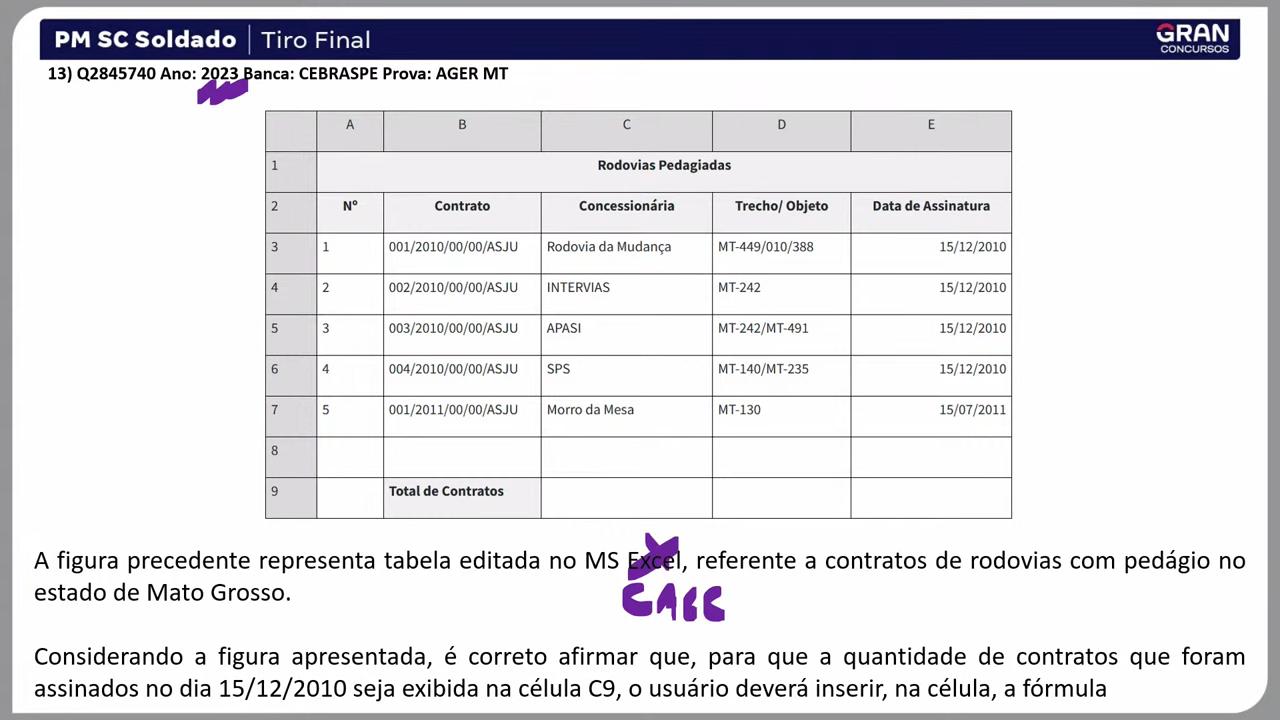 PM SC Soldado | Tiro Final
GRAN
CONCURSOS
13) Q2845740 Ano: 2023 Banca: CEBRASPE Prova: AGER MT
A B C D E
1 Rodovias Pedagiadas
2 Nº Contrato Concessionária Trecho/ Objeto Data de Assinatura
3 1 001/2010/00/00/ASJU Rodovia da Mudança MT-449/010/388 15/12/2010
4 2 002/2010/00/00/ASJU INTERVIAS MT-242 15/12/2010
5 3 003/2010/00/00/ASJU APASI MT-242/MT-491 15/12/2010
6 4 004/2010/00/00/ASJU SPS MT-140/MT-235 15/12/2010
7 5 001/2011/00/00/ASJU Morro da Mesa MT-130 15/07/2011
8
9 Total de Contratos
A figura precedente representa tabela editada no MS Excel, referente a contratos de rodovias com pedágio no
estado de Mato Grosso.
CALC
Considerando a figura apresentada, é correto afirmar que, para que a quantidade de contratos que foram
assinados no dia 15/12/2010 seja exibida na célula C9, o usuário deverá inserir, na célula, a fórmula